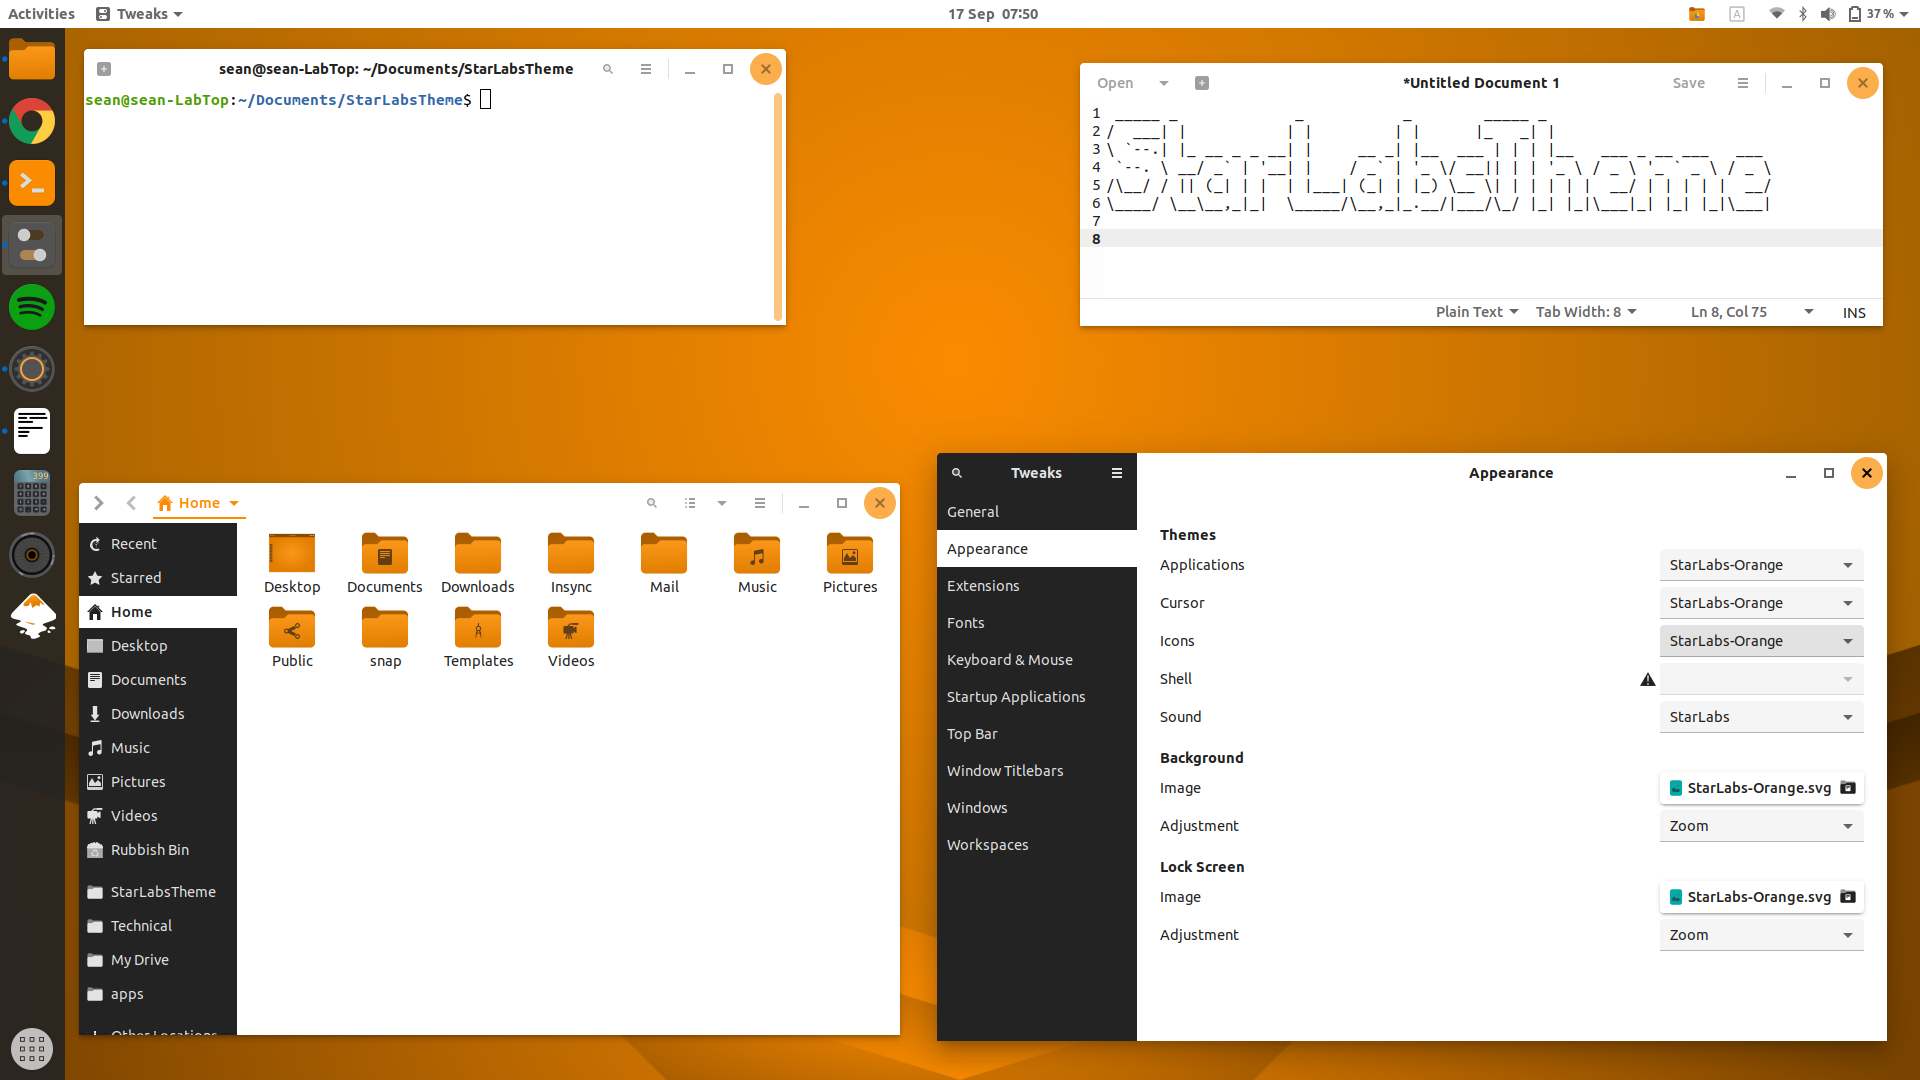 Activities
Tweaks
17 Sep 07:50
A
37 %
sean@sean-LabTop: ~/Documents/StarLabsTheme
sean@sean-LabTop:~/Documents/StarLabsTheme$
Open
*Untitled Document 1
Save
1
2
3
4
5
6
7
8
StarLabsTheme
Plain Text
Tab Width: 8
Ln 8, Col 75
INS
399
Home
Recent
Starred
Home
Desktop
Documents
Downloads
Music
Pictures
Videos
Rubbish Bin
StarLabsTheme
Technical
My Drive
apps
Other Locations
Desktop
Documents
Downloads
Insync
Mail
Music
Pictures
Public
snap
Templates
Videos
Tweaks
General
Appearance
Extensions
Fonts
Keyboard & Mouse
Startup Applications
Top Bar
Window Titlebars
Windows
Workspaces
Appearance
Themes
Applications
StarLabs-Orange
Cursor
StarLabs-Orange
Icons
StarLabs-Orange
Shell
Sound
StarLabs
Background
Image
StarLabs-Orange.svg
Adjustment
Zoom
Lock Screen
Image
StarLabs-Orange.svg
Adjustment
Zoom